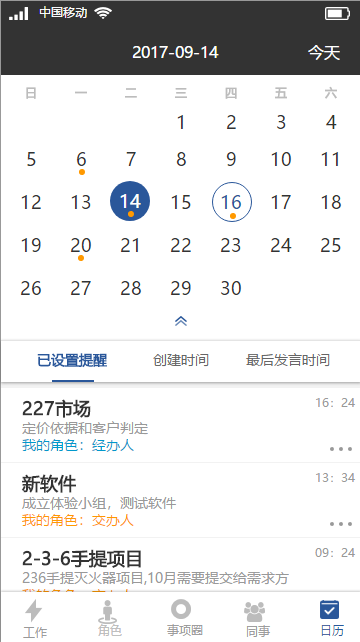 中国移动
2017-09-14 今天
日 一 二 三 四 五 六
1 2 3 4
5 6 7 8 9 10 11
12 13 14 15 16 17 18
19 20 21 22 23 24 25
26 27 28 29 30
已设置提醒 创建时间 最后发言时间
227市场 16：24
定价依据和客户判定
我的角色：经办人
新软件 13：34
成立体验小组，测试软件
我的角色：交办人
2-3-6手提项目 09：24
236手提灭火器项目,10月需要提交给需求方
我的角色：交办人
工作 角色 事项圈 同事 日历